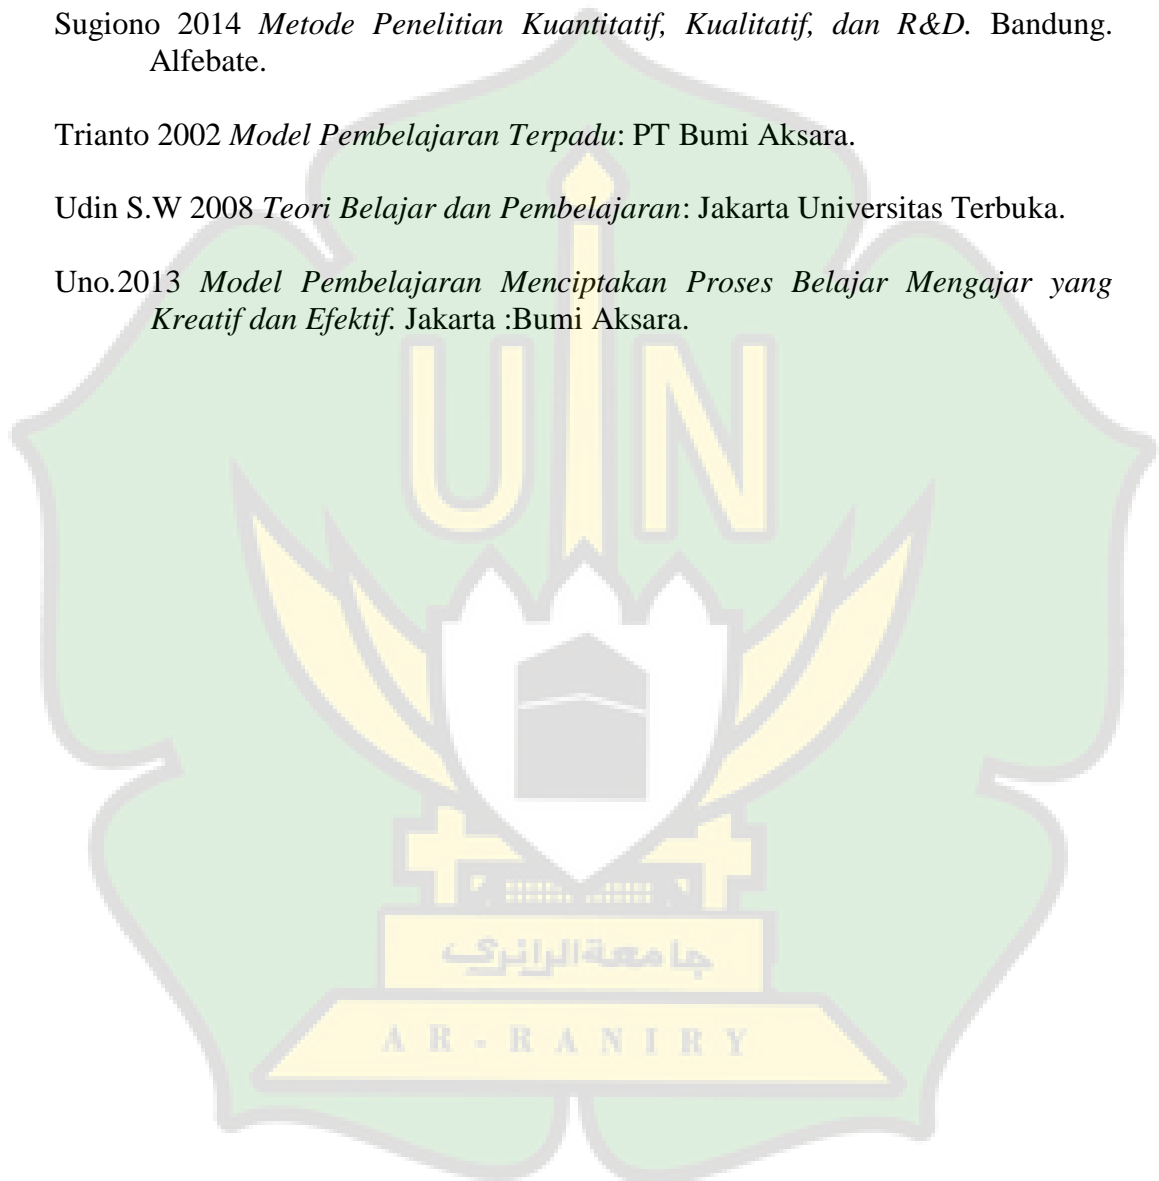 Sugiono 2014 Metode Penelitian Kuantitatif, Kualitatif, dan R&D. Bandung.
Alfebate.
Trianto 2002 Model Pembelajaran Terpadu: PT Bumi Aksara.
Udin S.W 2008 Teori Belajar dan Pembelajaran: Jakarta Universitas Terbuka.
Uno.2013 Model Pembelajaran Menciptakan Proses Belajar Mengajar yang
Kreatif dan Efektif. Jakarta :Bumi Aksara.
UIN
جامعةالرانري
AR-RANIRY